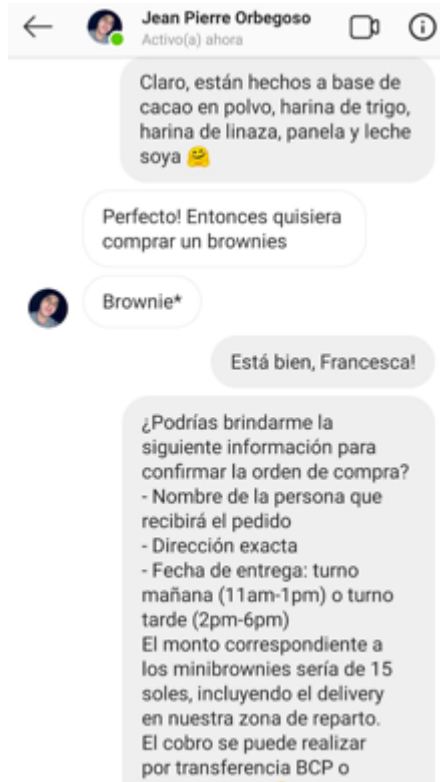 Jean Pierre Orbegoso
Activo(a) ahora
Claro, están hechos a base de
cacao en polvo, harina de trigo,
harina de linaza, panela y leche
soya 🤗
Perfecto! Entonces quisiera
comprar un brownies
Brownie*
Está bien, Francesca!
¿Podrías brindarme la
siguiente información para
confirmar la orden de compra?
- Nombre de la persona que
recibirá el pedido
- Dirección exacta
- Fecha de entrega: turno
mañana (11am-1pm) o turno
tarde (2pm-6pm)
El monto correspondiente a
los minibrownies sería de 15
soles, incluyendo el delivery
en nuestra zona de reparto.
El cobro se puede realizar
por transferencia BCP o